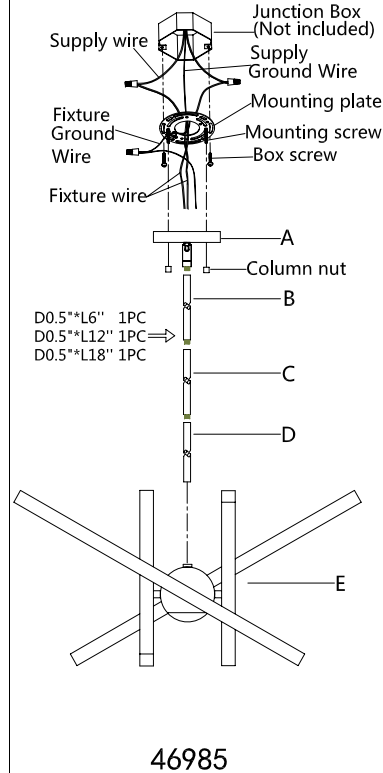 Junction Box
(Not included)
Supply wire
Supply
Ground Wire
Mounting plate
Fixture
Ground
Wire
Mounting screw
Box screw
Fixture wire
A
Column nut
B
D0.5"*L6'' 1PC
D0.5"*L12'' 1PC
D0.5"*L18'' 1PC
C
D
E
46985